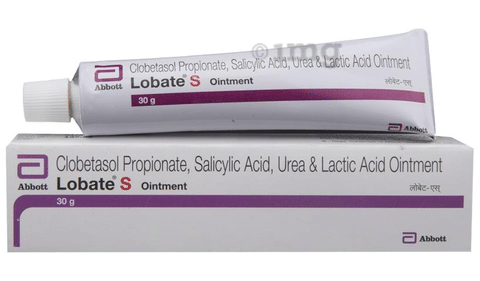 1mg
Clobetasol Propionate, Salicylic Acid, Urea & Lactic Acid Ointment
Abbott
Lobate® S Ointment
लोबेट-एस्
30 g
Abbott
Clobetasol Propionate, Salicylic Acid, Urea & Lactic Acid Ointment
Abbott
Lobate® S Ointment
लोबेट-एस्
30 g
Abbott